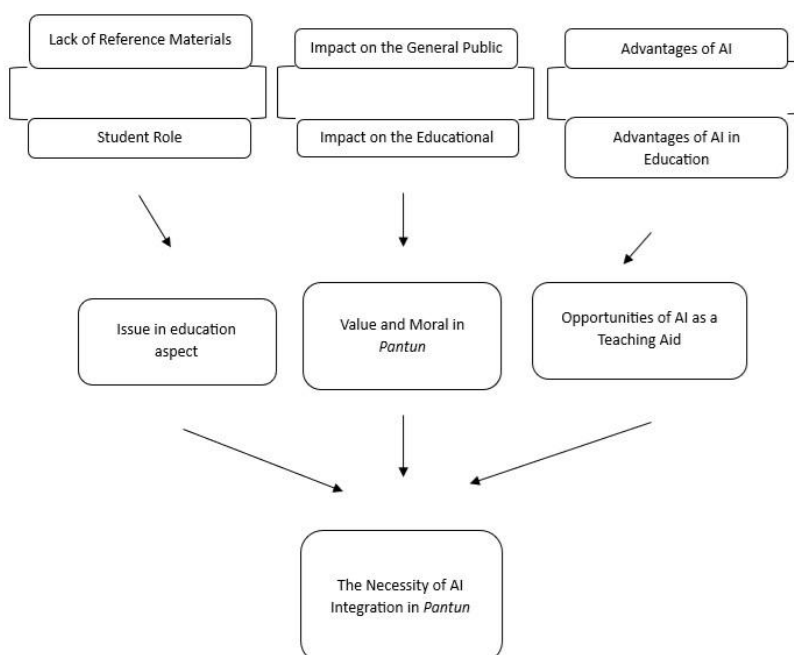 Lack of Reference Materials
Impact on the General Public
Advantages of AI
Student Role
Impact on the Educational
Advantages of AI in
Education
Issue in education
aspect
Value and Moral in
Pantun
Opportunities of AI as a
Teaching Aid
The Necessity of AI
Integration in Pantun